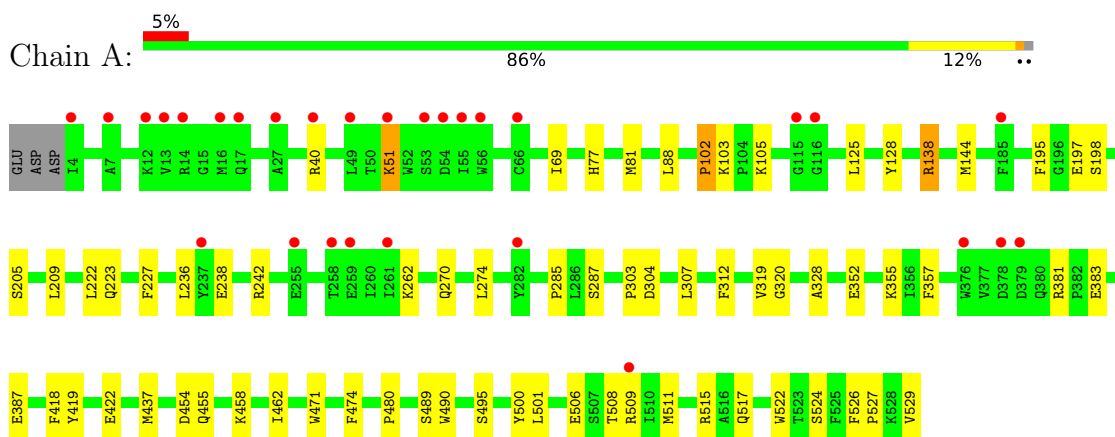 5%
Chain A:
86% 12% ••
GLU ASP ASP I4 A7 K12 V13 R14 G15 M16 Q17 A27 R40 L49 T50 K51 W52 S53 D54 I55 W56 C66 I69 H77 M81 L88 P102 K103 P104 K105 G115 G116 L125 Y128 R138 M144 F185 F195 G196 E197 S198
S205 L209 L222 Q223 F227 L236 Y237 E238 R242 E255 T258 E259 I260 I261 K262 Q270 L274 Y282 P285 L286 S287 P303 D304 L307 F312 V319 G320 A328 E352 K355 I356 F357 W376 V377 D378 D379 Q380 R381 P382 E383
E387 F418 Y419 E422 M437 D454 Q455 K458 I462 W471 F474 P480 S489 W490 S495 Y500 L501 E506 S507 T508 R509 I510 M511 R515 A516 Q517 W522 T523 S524 F525 F526 P527 K528 V529